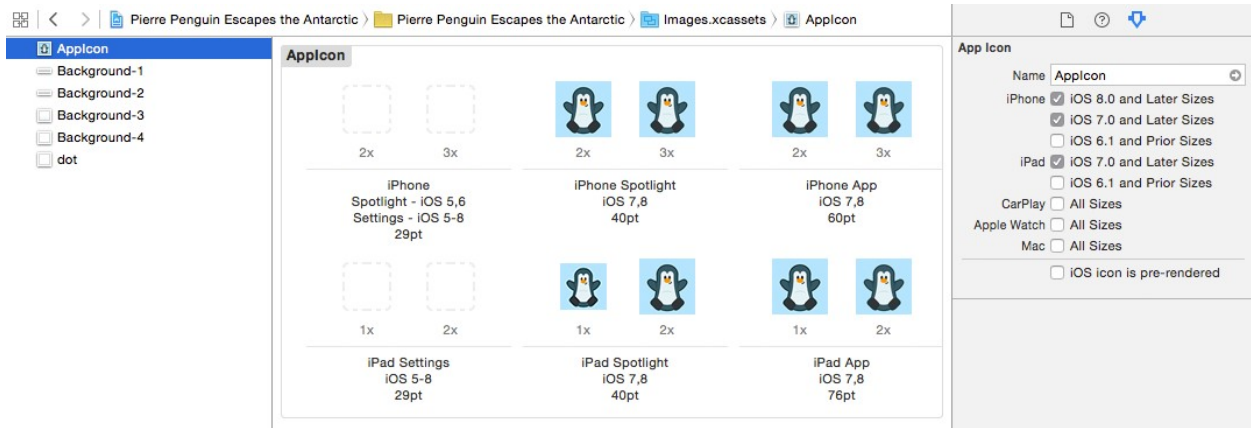 Pierre Penguin Escapes the Antarctic 〉 Pierre Penguin Escapes the Antarctic 〉 Images.xcassets 〉 AppIcon
AppIcon
Background-1
Background-2
Background-3
Background-4
dot
AppIcon
2x 3x 2x 3x 2x 3x
iPhone
Spotlight - iOS 5,6
Settings - iOS 5-8
29pt
iPhone Spotlight
iOS 7,8
40pt
iPhone App
iOS 7,8
60pt
1x 2x 1x 2x 1x 2x
iPad Settings
iOS 5-8
29pt
iPad Spotlight
iOS 7,8
40pt
iPad App
iOS 7,8
76pt
App Icon
Name AppIcon
iPhone iOS 8.0 and Later Sizes
iOS 7.0 and Later Sizes
iOS 6.1 and Prior Sizes
iPad iOS 7.0 and Later Sizes
iOS 6.1 and Prior Sizes
CarPlay All Sizes
Apple Watch All Sizes
Mac All Sizes
iOS icon is pre-rendered